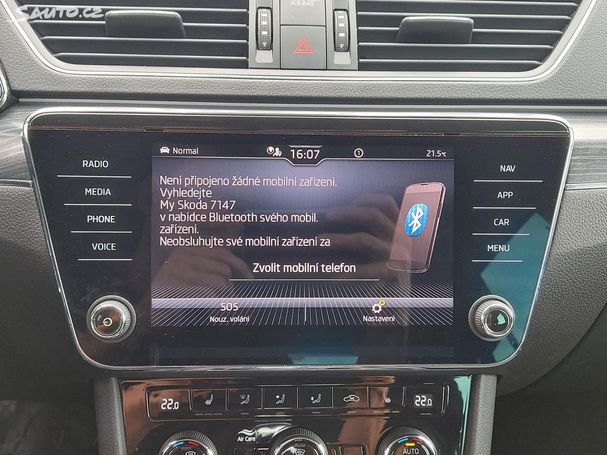 SAUTO.CZ
AIR BAG
RADIO
MEDIA
PHONE
VOICE
NAV
APP
CAR
MENU
Normal
16:07
21.5°C
Není připojeno žádné mobilní zařízení.
Vyhledejte
My Skoda 7147
v nabídce Bluetooth svého mobil.
zařízení.
Neobsluhujte své mobilní zařízení za
Zvolit mobilní telefon
SOS
Nouz. volání
Nastavení
22.0
22.0
Air Care
AUTO